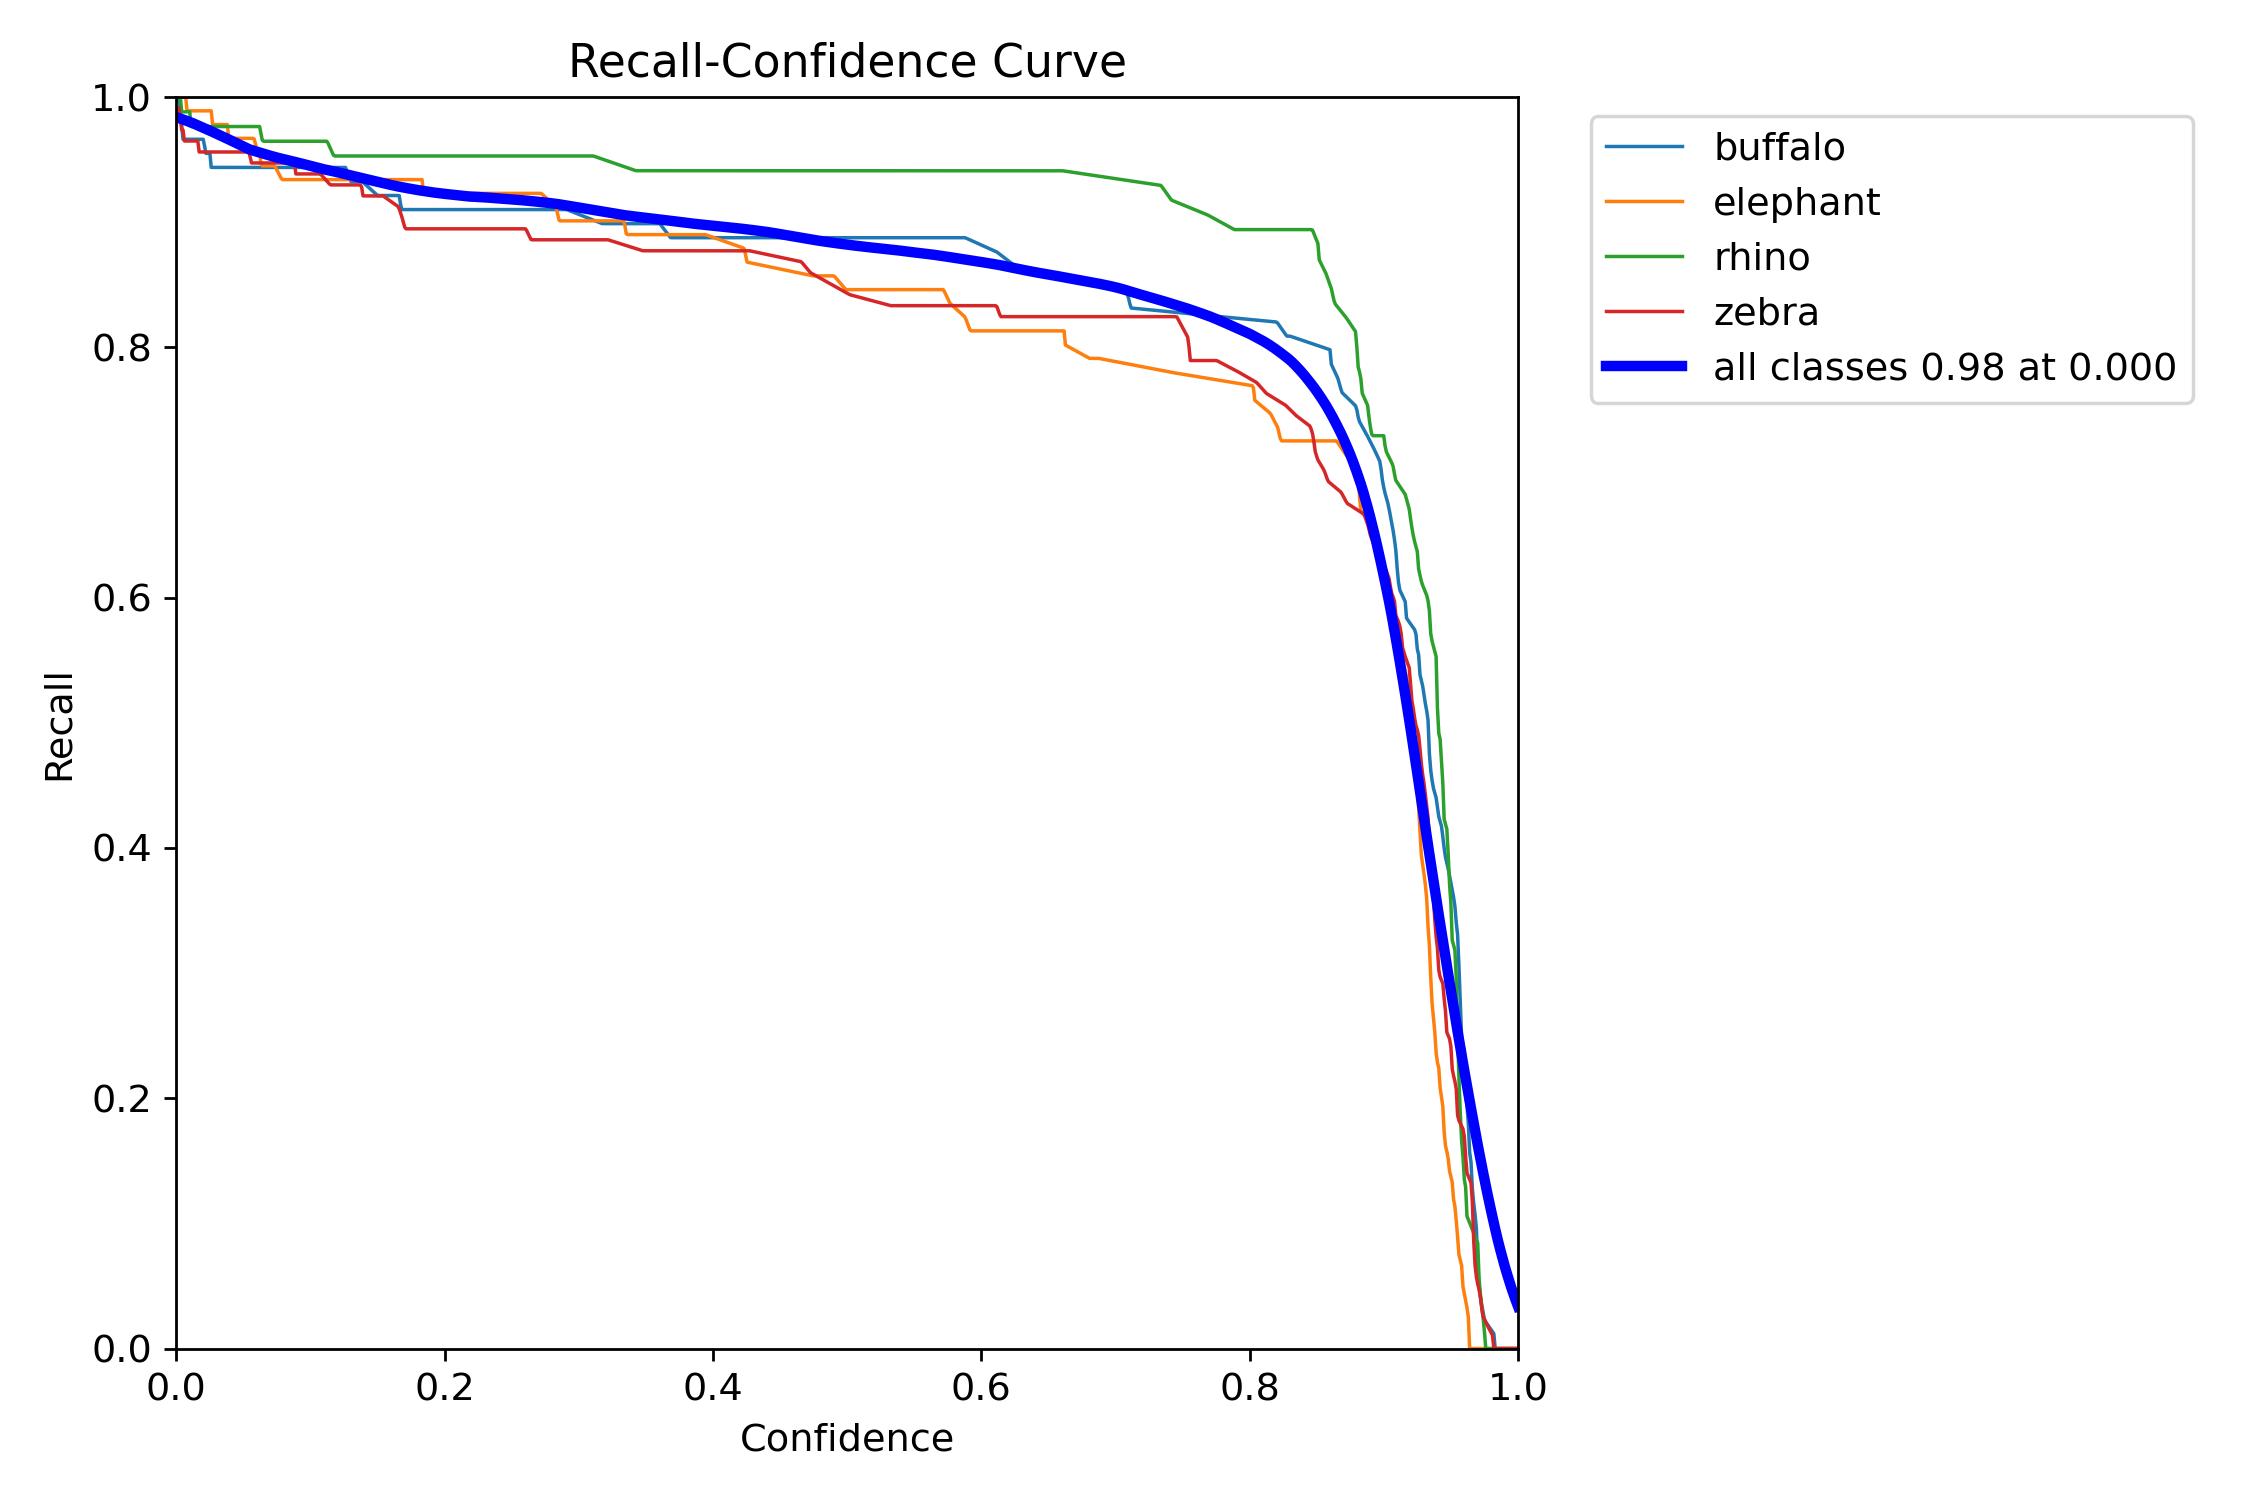 Recall-Confidence Curve
1.0
0.8
0.6
0.4
0.2
0.0
Recall
0.0 0.2 0.4 0.6 0.8 1.0
Confidence
buffalo
elephant
rhino
zebra
all classes 0.98 at 0.000